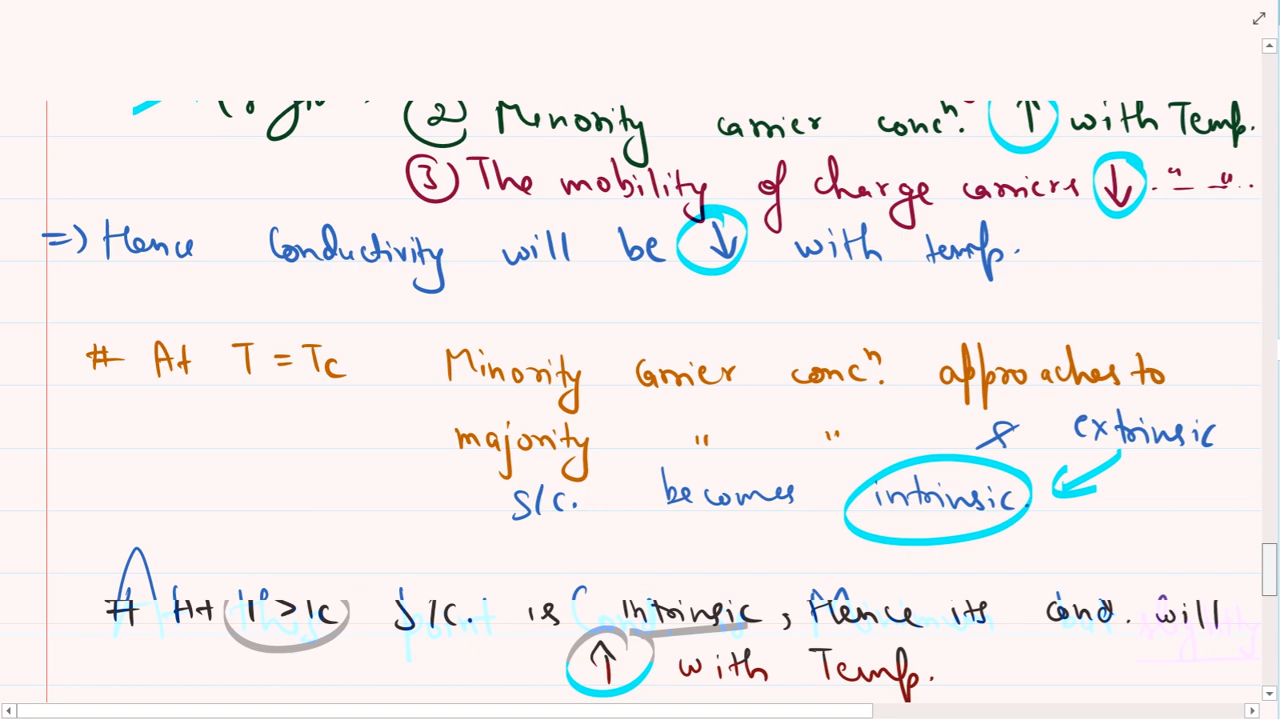 ② Minority carrier concⁿ. ↑ with Temp.
③ The mobility of charge carriers ↓ " "
=> Hence Conductivity will be ↓ with temp.
# At T = Tc Minority carrier concⁿ. approaches to
majority " " & extrinsic
S/C. becomes intrinsic.
# At T > Tc S/C. is Intrinsic, Hence its cond. will
↑ with Temp.